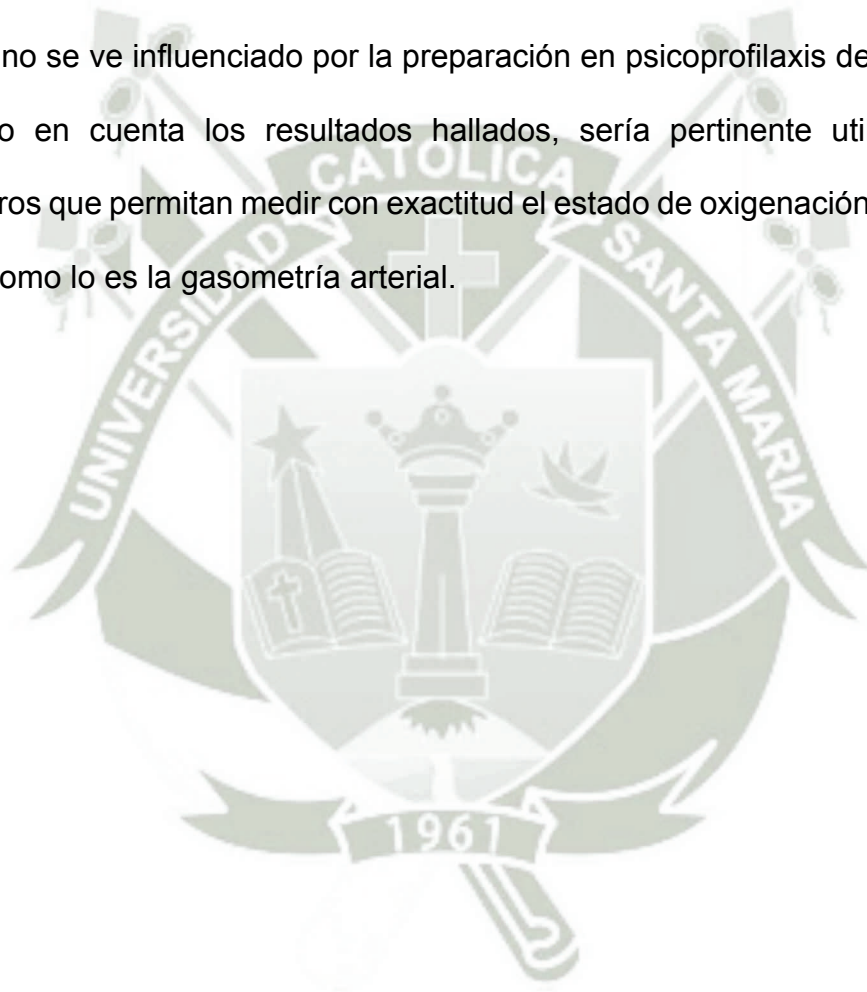 no se ve influenciado por la preparación en psicoprofilaxis de
o en cuenta los resultados hallados, sería pertinente uti
ros que permitan medir con exactitud el estado de oxigenación
omo lo es la gasometría arterial.
UNIVERSIDAD CATOLICA SANTA MARIA
1961